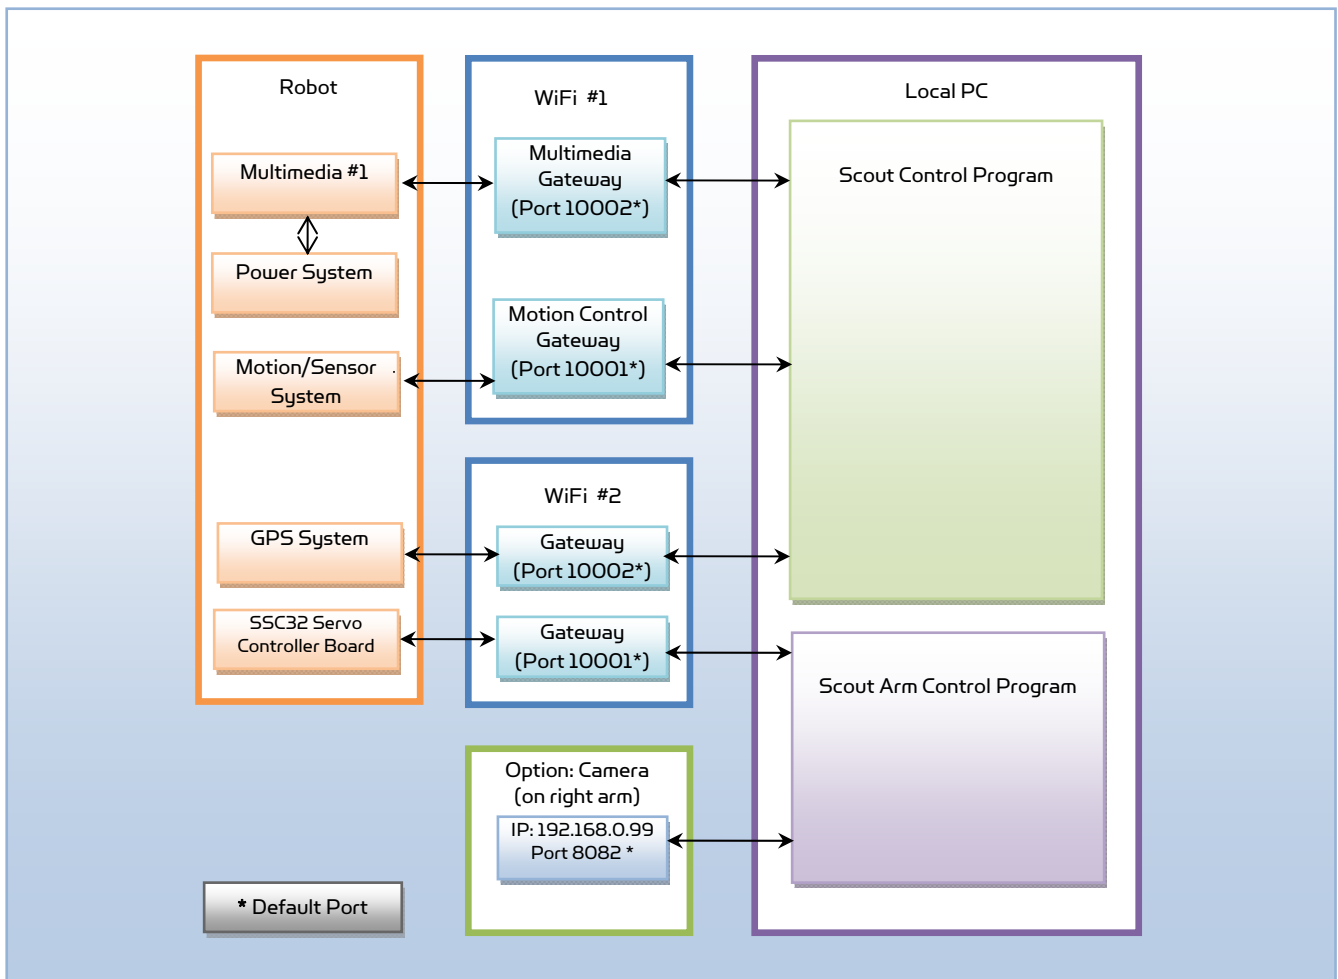 Robot
Multimedia #1
Power System
Motion/Sensor .
System
GPS System
SSC32 Servo
Controller Board
WiFi #1
Multimedia
Gateway
(Port 10002*)
Motion Control
Gateway
(Port 10001*)
WiFi #2
Gateway
(Port 10002*)
Gateway
(Port 10001*)
Option: Camera
(on right arm)
IP: 192.168.0.99
Port 8082 *
Local PC
Scout Control Program
Scout Arm Control Program
* Default Port